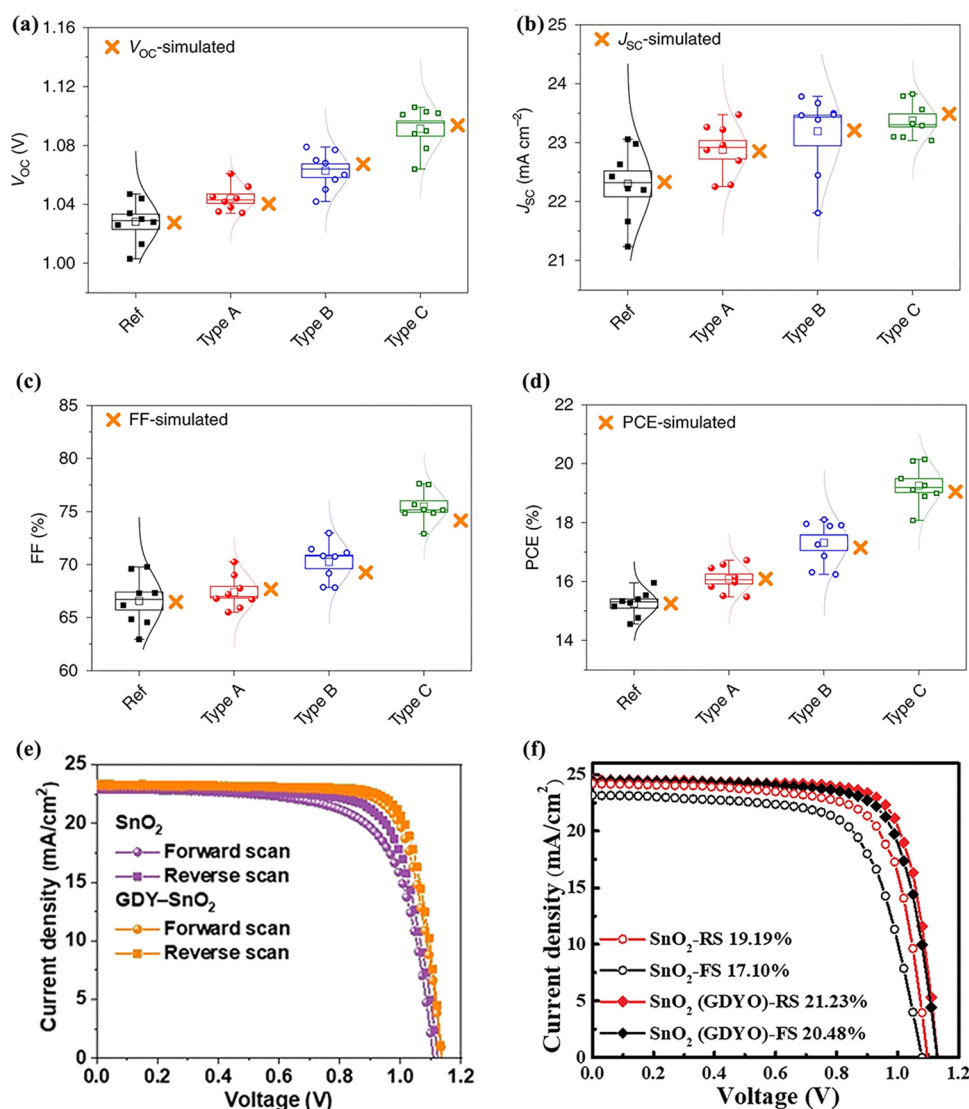 (a)
1.16
1.12
1.08
1.04
1.00
V_OC (V)
V_OC-simulated
Ref
Type A
Type B
Type C
(b)
25
24
23
22
21
J_SC (mA cm⁻²)
J_SC-simulated
Ref
Type A
Type B
Type C
(c)
85
80
75
70
65
60
FF (%)
FF-simulated
Ref
Type A
Type B
Type C
(d)
22
20
18
16
14
12
PCE (%)
PCE-simulated
Ref
Type A
Type B
Type C
(e)
25
20
15
10
5
0
Current density (mA/cm²)
SnO₂
Forward scan
Reverse scan
GDY–SnO₂
Forward scan
Reverse scan
0.0 0.2 0.4 0.6 0.8 1.0 1.2
Voltage (V)
(f)
25
20
15
10
5
0
Current density (mA/cm²)
SnO₂-RS 19.19%
SnO₂-FS 17.10%
SnO₂ (GDYO)-RS 21.23%
SnO₂ (GDYO)-FS 20.48%
0.0 0.2 0.4 0.6 0.8 1.0 1.2
Voltage (V)